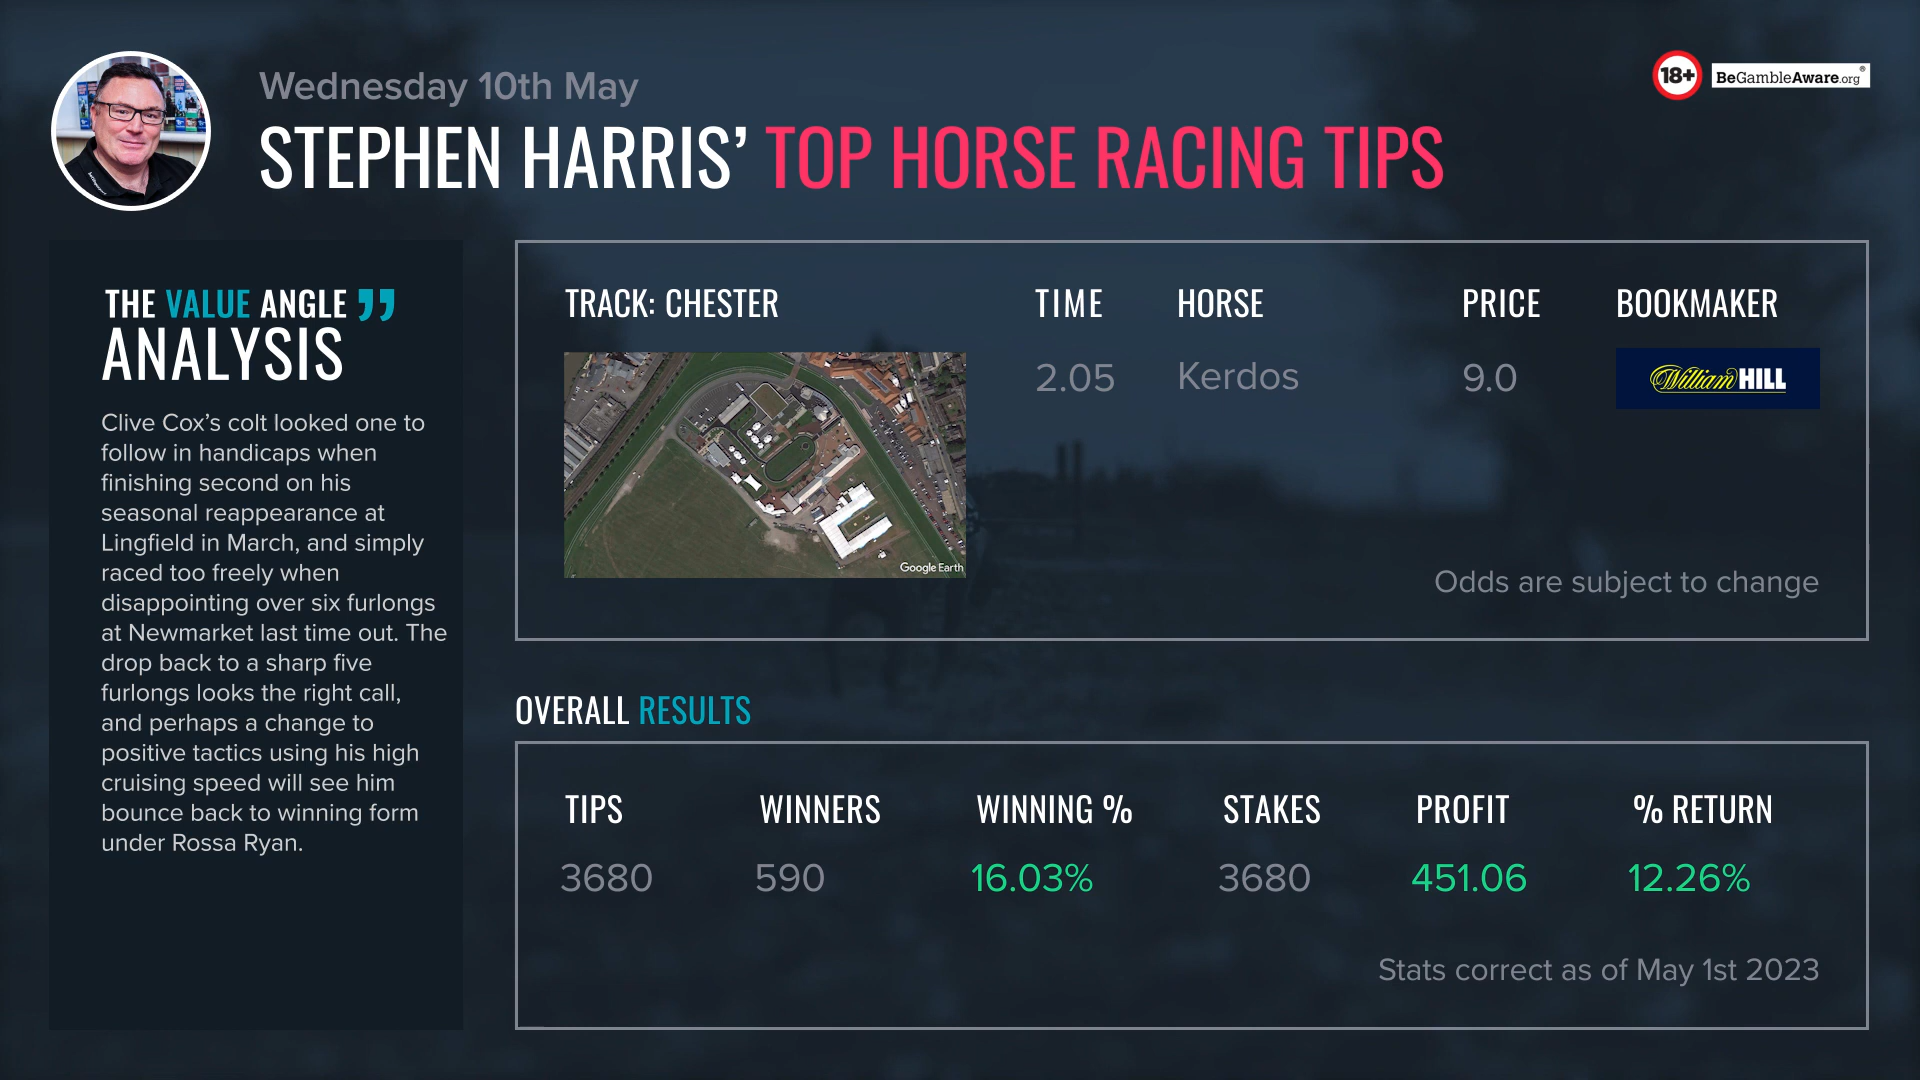 Wednesday 10th May
STEPHEN HARRIS’ TOP HORSE RACING TIPS
18+
BeGambleAware.org®
THE VALUE ANGLE ”
ANALYSIS
Clive Cox’s colt looked one to
follow in handicaps when
finishing second on his
seasonal reappearance at
Lingfield in March, and simply
raced too freely when
disappointing over six furlongs
at Newmarket last time out. The
drop back to a sharp five
furlongs looks the right call,
and perhaps a change to
positive tactics using his high
cruising speed will see him
bounce back to winning form
under Rossa Ryan.
TRACK: CHESTER TIME HORSE PRICE BOOKMAKER
2.05 Kerdos 9.0 William HILL
Google Earth
Odds are subject to change
OVERALL RESULTS
TIPS WINNERS WINNING % STAKES PROFIT % RETURN
3680 590 16.03% 3680 451.06 12.26%
Stats correct as of May 1st 2023